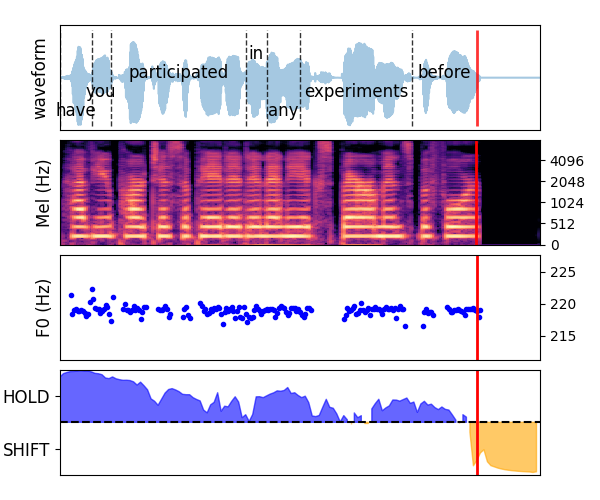 waveform
have
you
participated
in
any
experiments
before
Mel (Hz)
4096
2048
1024
512
0
F0 (Hz)
225
220
215
HOLD
SHIFT